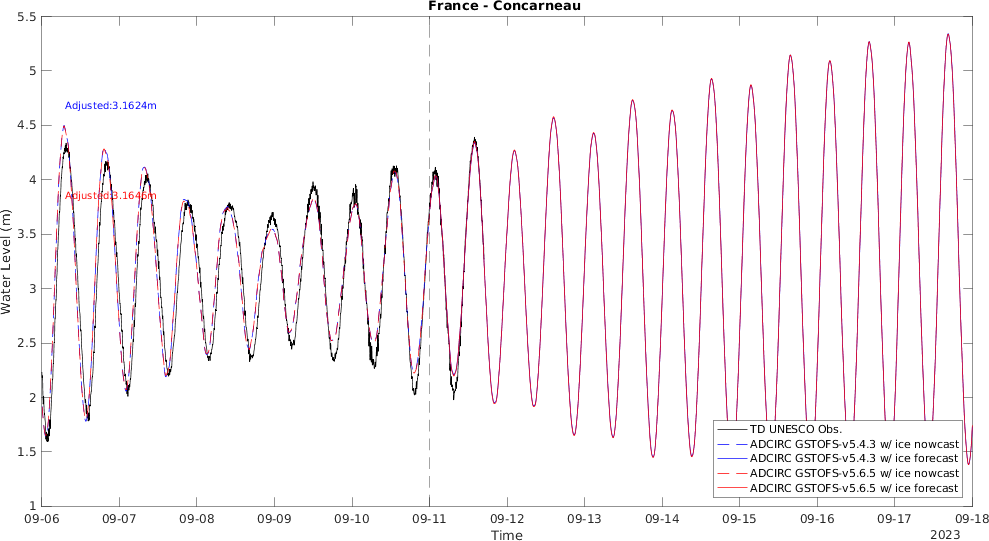 France - Concarneau
5.5
5
4.5
4
3.5
3
2.5
2
1.5
1
Water Level (m)
Adjusted:3.1624m
Adjusted:3.1646m
TD UNESCO Obs.
ADCIRC GSTOFS-v5.4.3 w/ ice nowcast
ADCIRC GSTOFS-v5.4.3 w/ ice forecast
ADCIRC GSTOFS-v5.6.5 w/ ice nowcast
ADCIRC GSTOFS-v5.6.5 w/ ice forecast
09-06 09-07 09-08 09-09 09-10 09-11 09-12 09-13 09-14 09-15 09-16 09-17 09-18
Time
2023